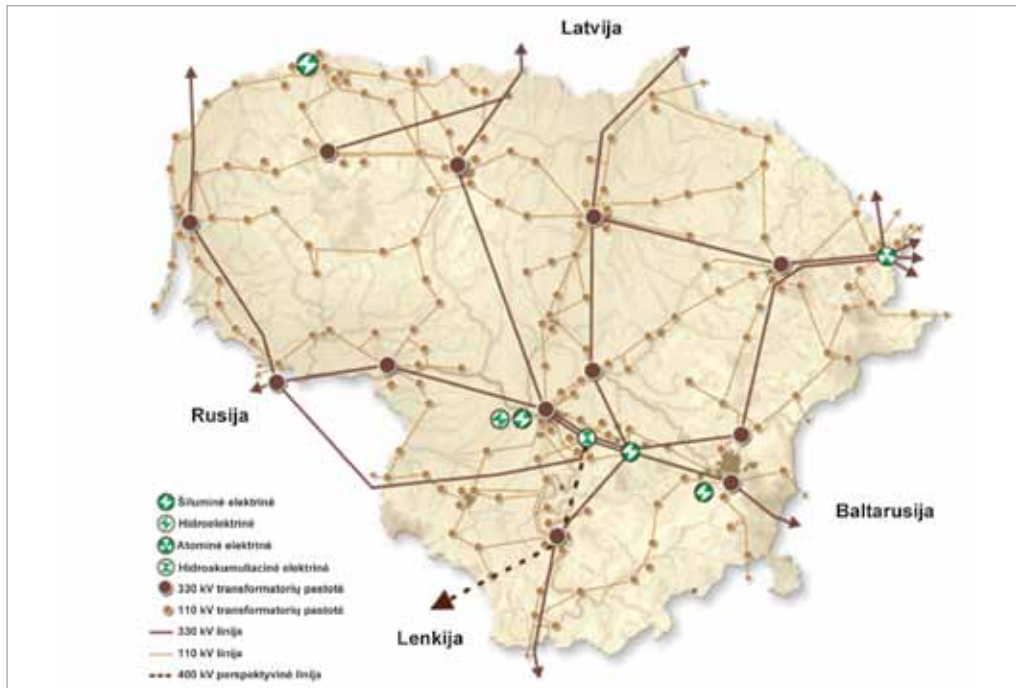 Latvija
Rusija
Baltarusija
Lenkija
Šiluminė elektrinė
Hidroelektrinė
Atominė elektrinė
Hidroakumuliacinė elektrinė
330 kV transformatorių pastotė
110 kV transformatorių pastotė
330 kV linija
110 kV linija
400 kV perspektyvinė linija